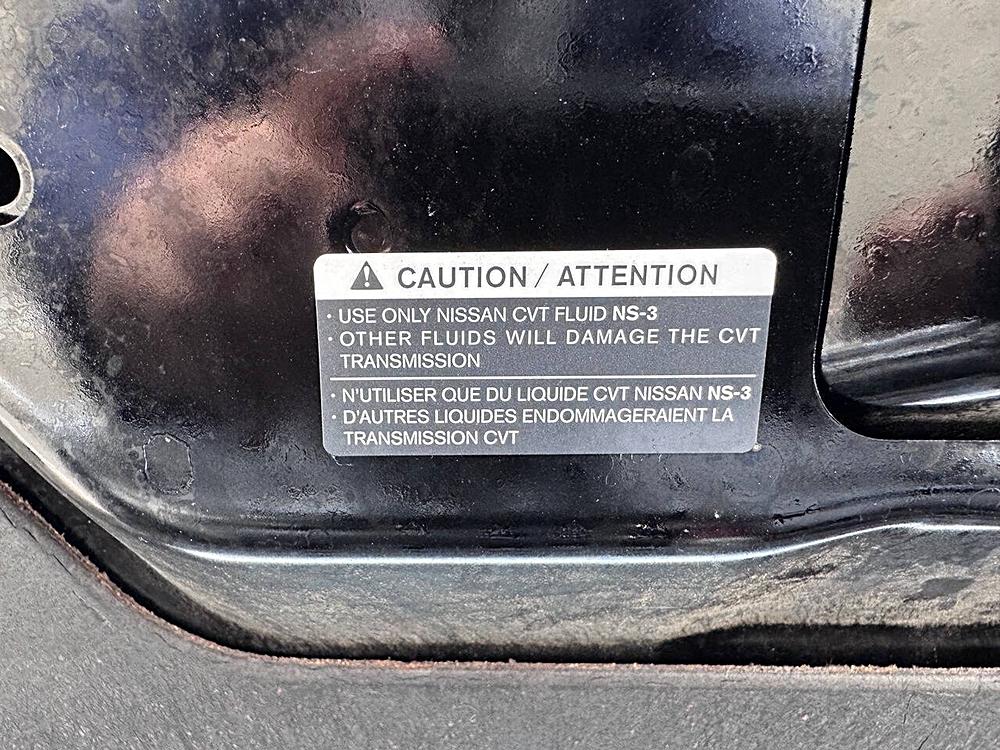 CAUTION / ATTENTION
· USE ONLY NISSAN CVT FLUID NS-3
· OTHER FLUIDS WILL DAMAGE THE CVT
TRANSMISSION
· N'UTILISER QUE DU LIQUIDE CVT NISSAN NS-3
· D'AUTRES LIQUIDES ENDOMMAGERAIENT LA
TRANSMISSION CVT